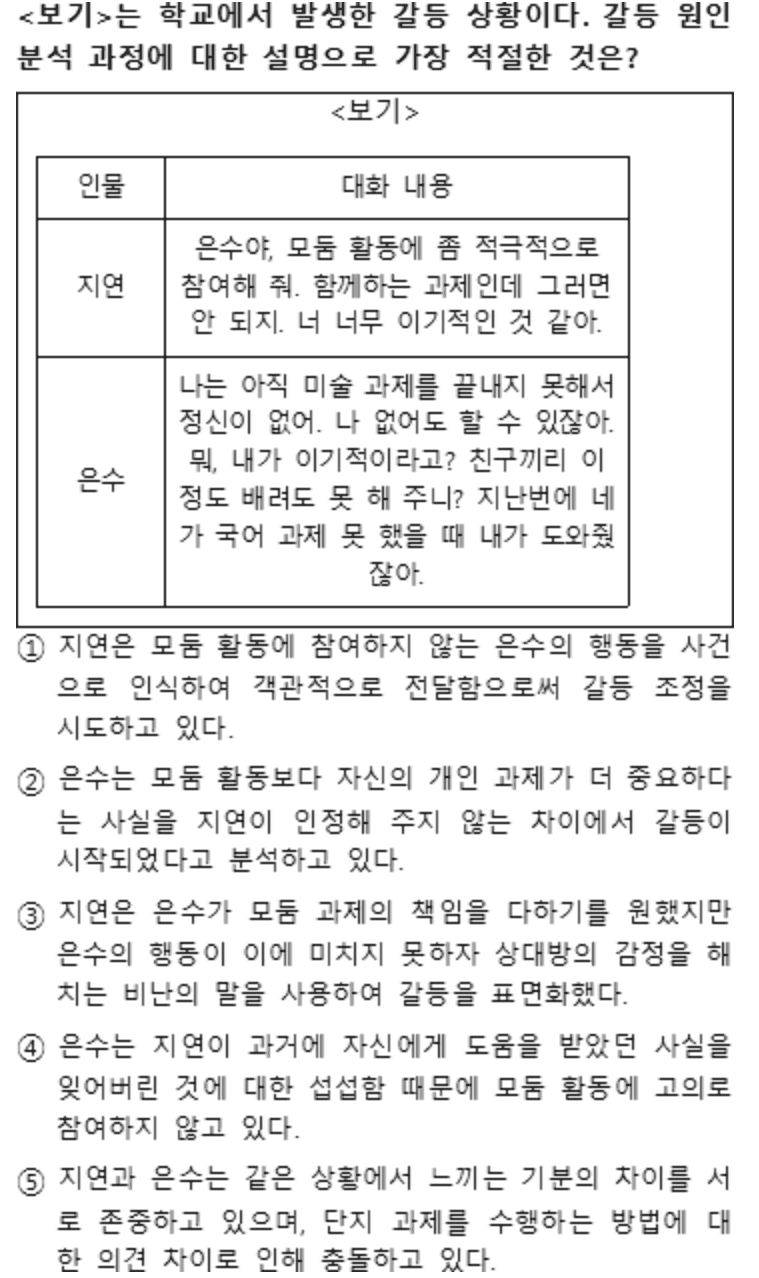 <보기>는 학교에서 발생한 갈등 상황이다. 갈등 원인
분석 과정에 대한 설명으로 가장 적절한 것은?
<보기>
인물 대화 내용
지연
은수야, 모둠 활동에 좀 적극적으로
참여해 줘. 함께하는 과제인데 그러면
안 되지. 너 너무 이기적인 것 같아.
은수
나는 아직 미술 과제를 끝내지 못해서
정신이 없어. 나 없어도 할 수 있잖아.
뭐, 내가 이기적이라고? 친구끼리 이
정도 배려도 못 해 주니? 지난번에 네
가 국어 과제 못 했을 때 내가 도와줬
잖아.
① 지연은 모둠 활동에 참여하지 않는 은수의 행동을 사건
으로 인식하여 객관적으로 전달함으로써 갈등 조정을
시도하고 있다.
② 은수는 모둠 활동보다 자신의 개인 과제가 더 중요하다
는 사실을 지연이 인정해 주지 않는 차이에서 갈등이
시작되었다고 분석하고 있다.
③ 지연은 은수가 모둠 과제의 책임을 다하기를 원했지만
은수의 행동이 이에 미치지 못하자 상대방의 감정을 해
치는 비난의 말을 사용하여 갈등을 표면화했다.
④ 은수는 지연이 과거에 자신에게 도움을 받았던 사실을
잊어버린 것에 대한 섭섭함 때문에 모둠 활동에 고의로
참여하지 않고 있다.
⑤ 지연과 은수는 같은 상황에서 느끼는 기분의 차이를 서
로 존중하고 있으며, 단지 과제를 수행하는 방법에 대
한 의견 차이로 인해 충돌하고 있다.